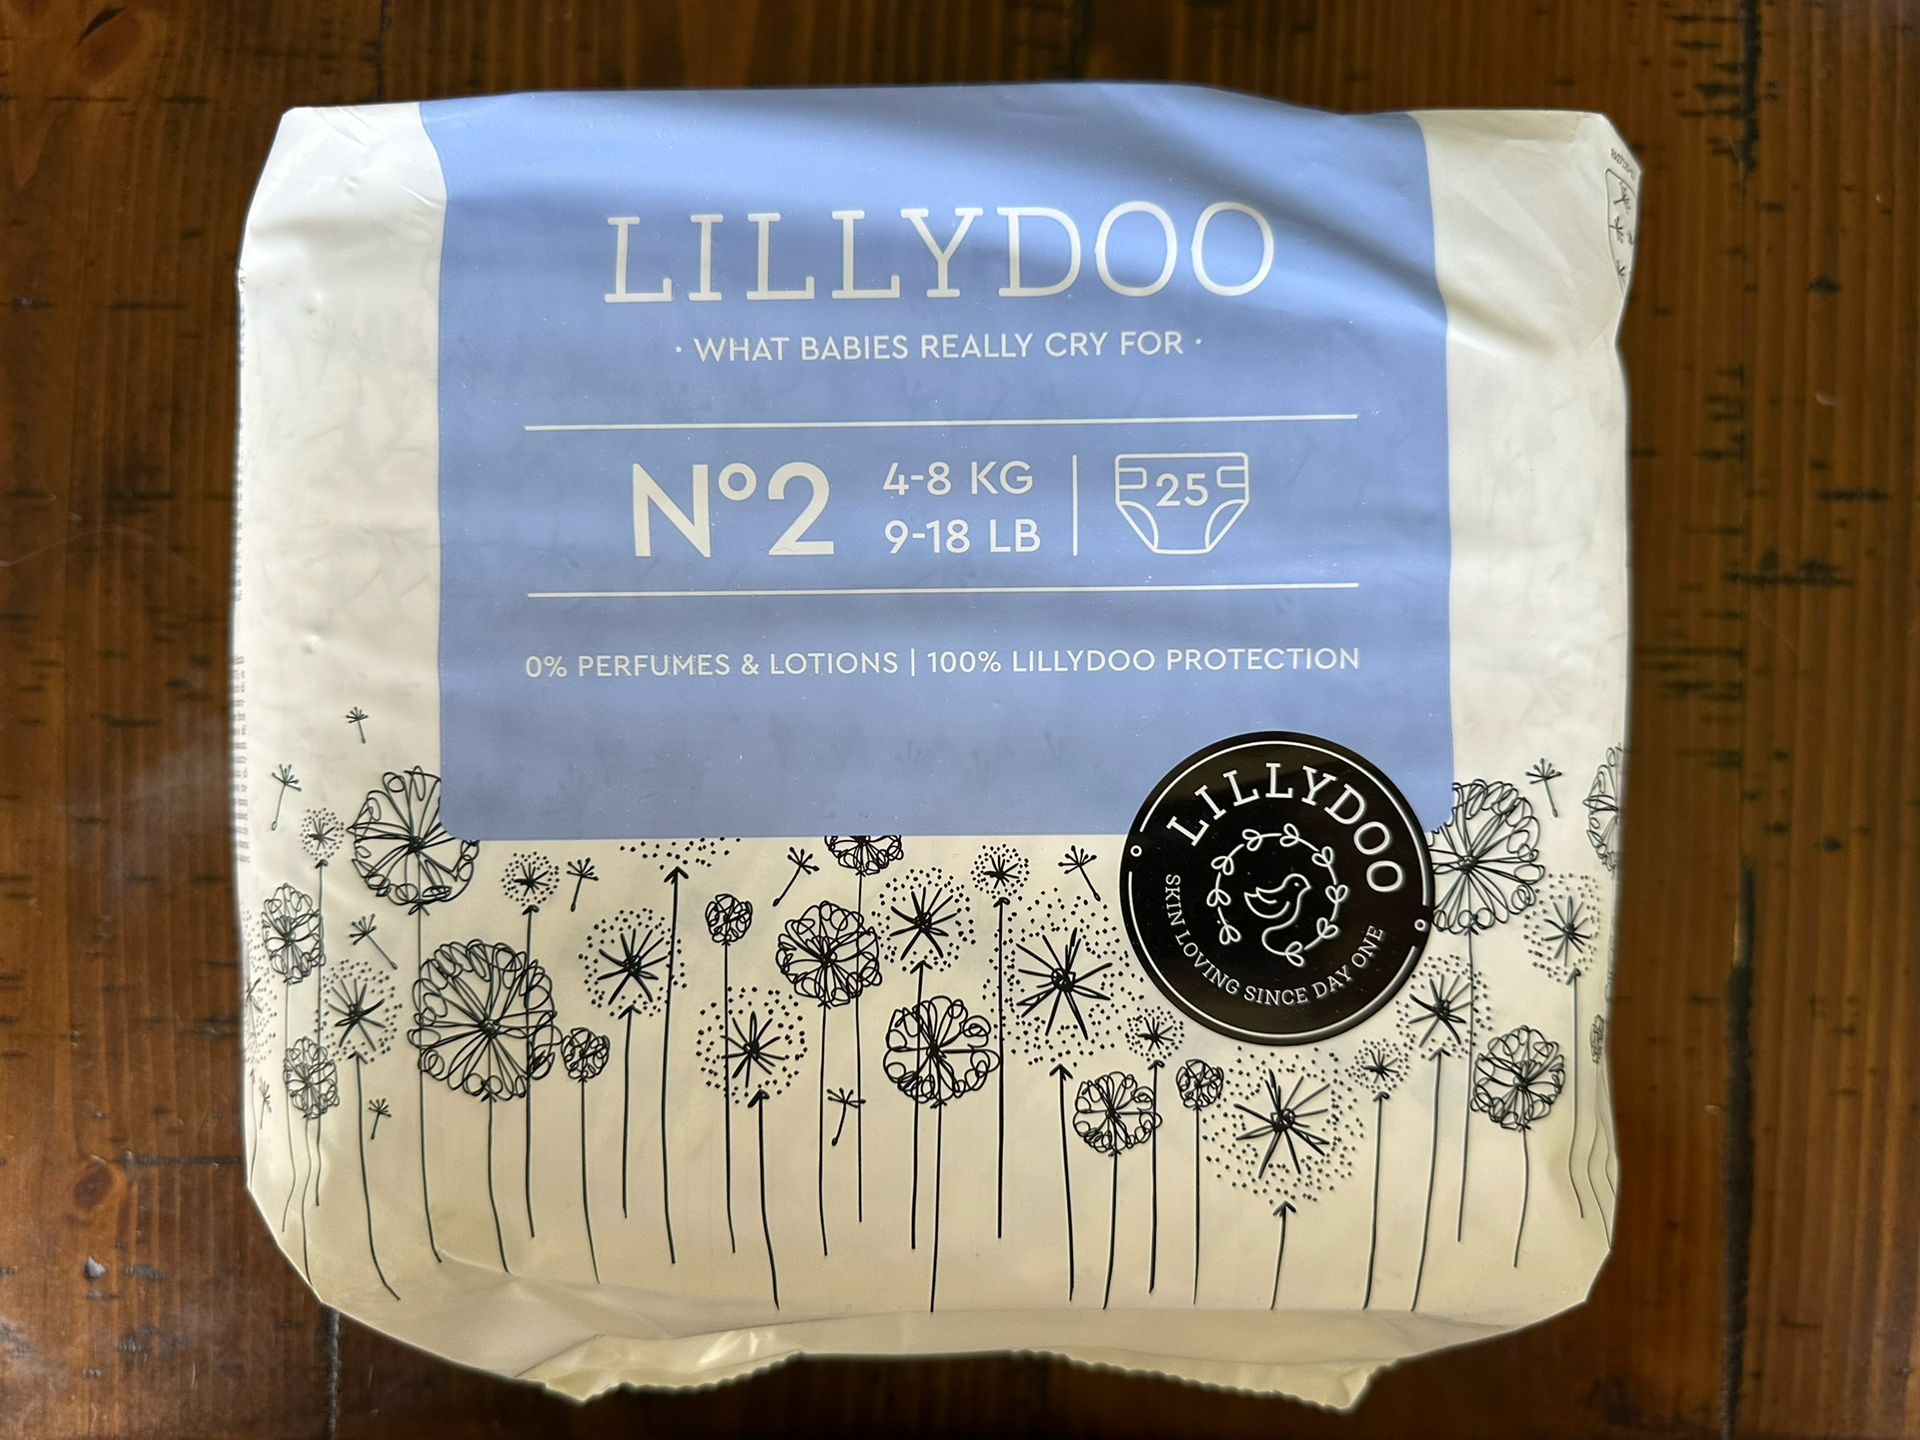 LILLYDOO
· WHAT BABIES REALLY CRY FOR ·
Nº2
4-8 KG
9-18 LB
25
0% PERFUMES & LOTIONS | 100% LILLYDOO PROTECTION
LILLYDOO
SKIN LOVING SINCE DAY ONE